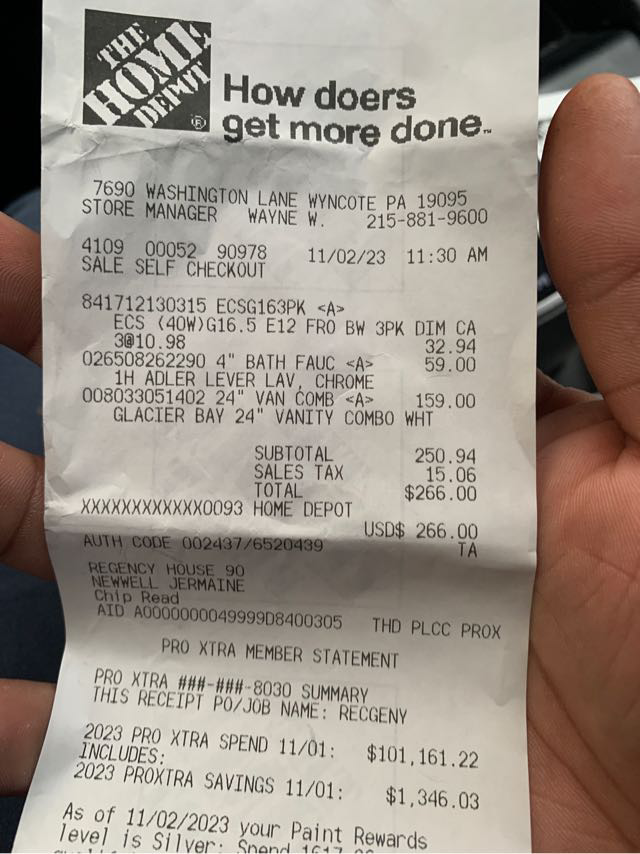 THE
HOME
DEPOT
®
How doers
get more done.™
7690 WASHINGTON LANE WYNCOTE PA 19095
STORE MANAGER WAYNE W. 215-881-9600
4109 00052 90978 11/02/23 11:30 AM
SALE SELF CHECKOUT
841712130315 ECSG163PK <A>
ECS (40W)G16.5 E12 FRO BW 3PK DIM CA
3@10.98 32.94
026508262290 4" BATH FAUC <A> 59.00
1H ADLER LEVER LAV, CHROME
008033051402 24" VAN COMB <A> 159.00
GLACIER BAY 24" VANITY COMBO WHT
SUBTOTAL 250.94
SALES TAX 15.06
TOTAL $266.00
XXXXXXXXXXXX0093 HOME DEPOT
USD$ 266.00
AUTH CODE 002437/6520439 TA
REGENCY HOUSE 90
NEWWELL JERMAINE
Chip Read
AID A0000000049999D8400305 THD PLCC PROX
PRO XTRA MEMBER STATEMENT
PRO XTRA ###-###-8030 SUMMARY
THIS RECEIPT PO/JOB NAME: RECGENY
2023 PRO XTRA SPEND 11/01: $101,161.22
INCLUDES:
2023 PROXTRA SAVINGS 11/01: $1,346.03
As of 11/02/2023 your Paint Rewards
level is Silver: Spend